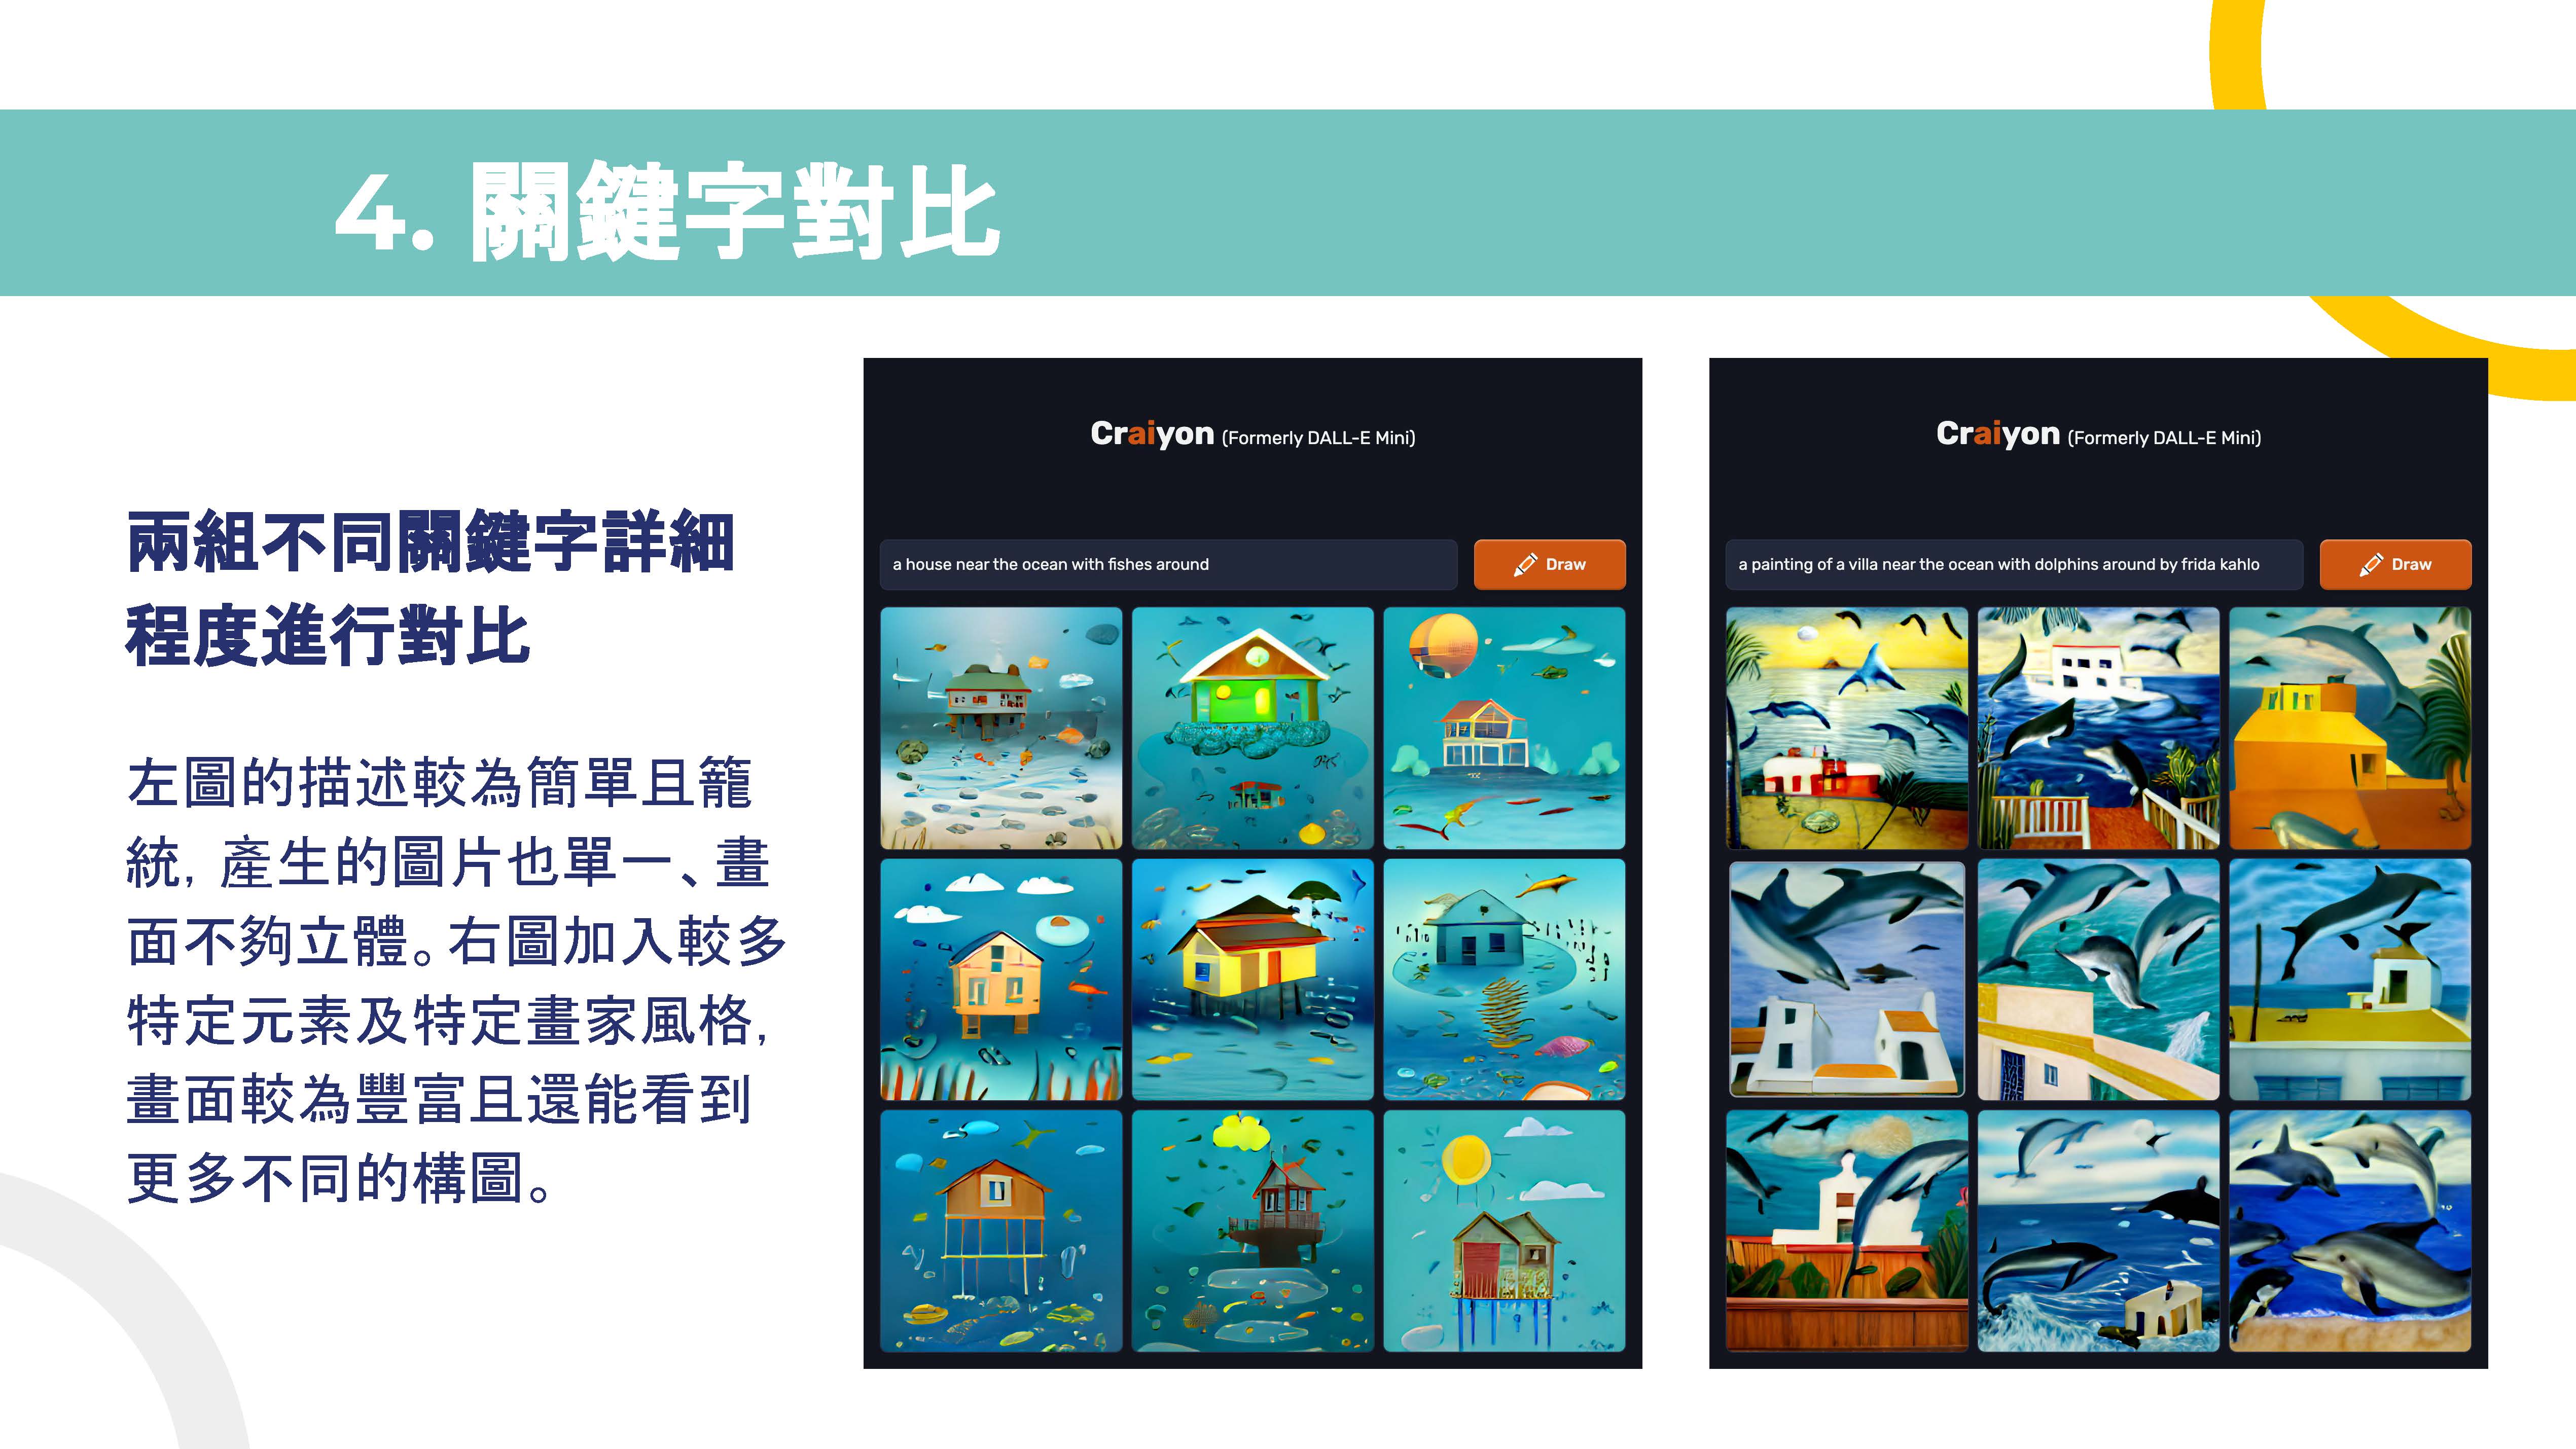 4. 關鍵字對比
兩組不同關鍵字詳細
程度進行對比
左圖的描述較為簡單且籠
統，產生的圖片也單一、畫
面不夠立體。右圖加入較多
特定元素及特定畫家風格，
畫面較為豐富且還能看到
更多不同的構圖。
Craiyon (Formerly DALL-E Mini)
a house near the ocean with fishes around
Draw
Craiyon (Formerly DALL-E Mini)
a painting of a villa near the ocean with dolphins around by frida kahlo
Draw